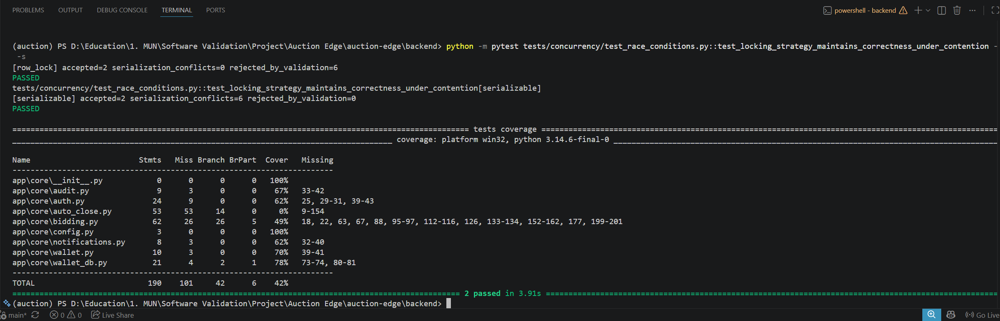 PROBLEMS OUTPUT DEBUG CONSOLE TERMINAL PORTS powershell - backend
(auction) PS D:\Education\1. MUN\Software Validation\Project\Auction Edge\auction-edge\backend> python -m pytest tests/concurrency/test_race_conditions.py::test_locking_strategy_maintains_correctness_under_contention -
-s
[row_lock] accepted=2 serialization_conflicts=0 rejected_by_validation=6
PASSED
tests/concurrency/test_race_conditions.py::test_locking_strategy_maintains_correctness_under_contention[serializable]
[serializable] accepted=2 serialization_conflicts=6 rejected_by_validation=0
PASSED
tests coverage
coverage: platform win32, python 3.14.6-final-0
Name Stmts Miss Branch BrPart Cover Missing
app\core\__init__.py 0 0 0 0 100%
app\core\audit.py 9 3 0 0 67% 33-42
app\core\auth.py 24 9 0 0 62% 25, 29-31, 39-43
app\core\auto_close.py 53 53 14 0 0% 9-154
app\core\bidding.py 62 26 26 5 49% 18, 22, 63, 67, 88, 95-97, 112-116, 126, 133-134, 152-162, 177, 199-201
app\core\config.py 3 0 0 0 100%
app\core\notifications.py 8 3 0 0 62% 32-40
app\core\wallet.py 10 3 0 0 70% 39-41
app\core\wallet_db.py 21 4 2 1 78% 73-74, 80-81
TOTAL 190 101 42 6 42%
2 passed in 3.91s
(auction) PS D:\Education\1. MUN\Software Validation\Project\Auction Edge\auction-edge\backend>
main* 0 0 Live Share Go Live